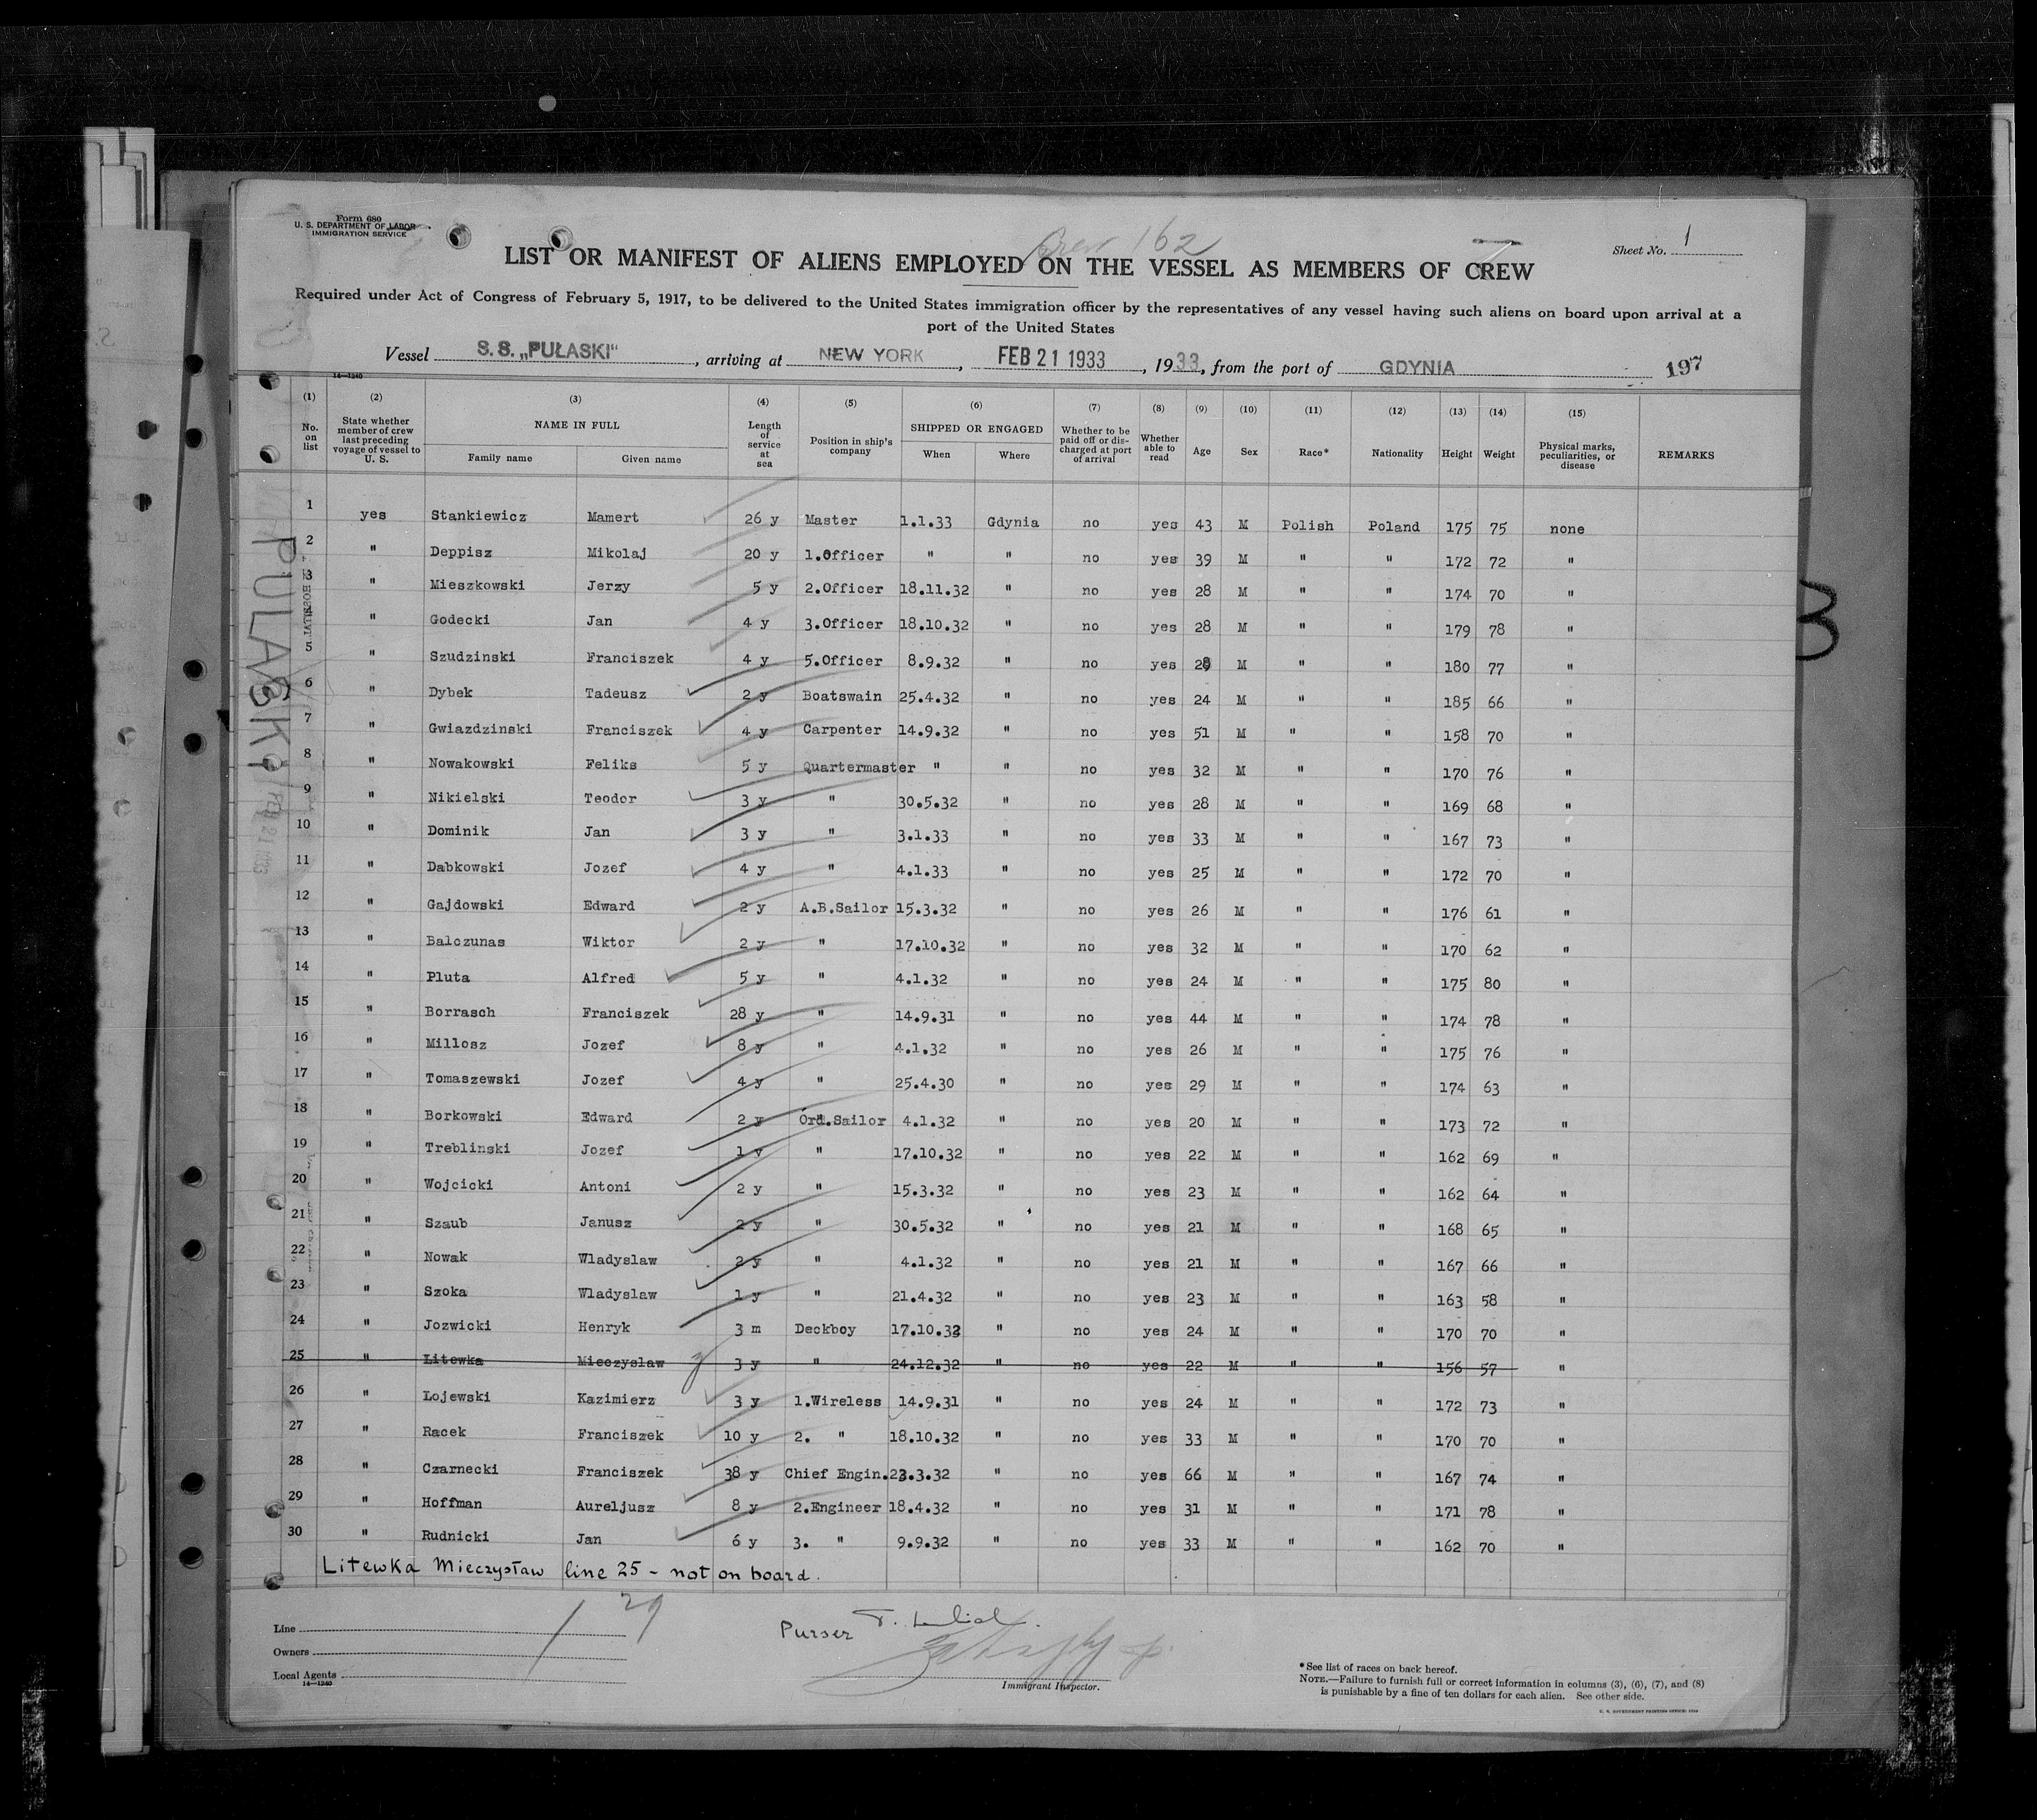 Form 680
U. S. DEPARTMENT OF LABOR
IMMIGRATION SERVICE
Crew 162
Sheet No. 1
LIST OR MANIFEST OF ALIENS EMPLOYED ON THE VESSEL AS MEMBERS OF CREW
Required under Act of Congress of February 5, 1917, to be delivered to the United States immigration officer by the representatives of any vessel having such aliens on board upon arrival at a
port of the United States
Vessel S.S. „PUŁASKI“, arriving at NEW YORK, FEB 21 1933, 1933, from the port of GDYNIA 197
14—1240
(1) (2) (3) (4) (5) (6) (7) (8) (9) (10) (11) (12) (13) (14) (15)
No. on list State whether member of crew last preceding voyage of vessel to U. S. NAME IN FULL Family name Given name Length of service at sea Position in ship's company SHIPPED OR ENGAGED When Where Whether to be paid off or discharged at port of arrival Whether able to read Age Sex Race* Nationality Height Weight Physical marks, peculiarities, or disease REMARKS
1 yes Stankiewicz Mamert 26 y Master 1.1.33 Gdynia no yes 43 M Polish Poland 175 75 none
2 " Deppisz Mikolaj 20 y 1.Officer " " no yes 39 M " " 172 72 "
3 " Mieszkowski Jerzy 5 y 2.Officer 18.11.32 " no yes 28 M " " 174 70 "
4 " Godecki Jan 4 y 3.Officer 18.10.32 " no yes 28 M " " 179 78 "
5 " Szudzinski Franciszek 4 y 5.Officer 8.9.32 " no yes M " " 180 77 "
6 " Dybek Tadeusz 2 y Boatswain 25.4.32 " no yes 24 M " " 185 66 "
7 " Gwiazdzinski Franciszek 4 y Carpenter 14.9.32 " no yes 51 M " " 158 70 "
8 " Nowakowski Feliks 5 y Quartermaster " " no yes 32 M " " 170 76 "
9 " Nikielski Teodor 3 y " 30.5.32 " no yes 28 M " " 169 68 "
10 " Dominik Jan 3 y " 3.1.33 " no yes 33 M " " 167 73 "
11 " Dabkowski Jozef 4 y " 4.1.33 " no yes 25 M " " 172 70 "
12 " Gajdowski Edward 2 y A.B.Sailor 15.3.32 " no yes 26 M " " 176 61 "
13 " Balczunas Wiktor 2 y " 17.10.32 " no yes 32 M " " 170 62 "
14 " Pluta Alfred 5 y " 4.1.32 " no yes 24 M " " 175 80 "
15 " Borrasch Franciszek 28 y " 14.9.31 " no yes 44 M " " 174 78 "
16 " Millosz Jozef 8 y " 4.1.32 " no yes 26 M " " 175 76 "
17 " Tomaszewski Jozef 4 y " 25.4.30 " no yes 29 M " " 174 63 "
18 " Borkowski Edward 2 y Ord.Sailor 4.1.32 " no yes 20 M " " 173 72 "
19 " Treblinski Jozef 1 y " 17.10.32 " no yes 22 M " " 162 69 "
20 " Wojcicki Antoni 2 y " 15.3.32 " no yes 23 M " " 162 64 "
21 " Szaub Janusz 2 y " 30.5.32 " no yes 21 M " " 168 65 "
22 " Nowak Wladyslaw 2 y " 4.1.32 " no yes 21 M " " 167 66 "
23 " Szoka Wladyslaw 1 y " 21.4.32 " no yes 23 M " " 163 58 "
24 " Jozwicki Henryk 3 m Deckboy 17.10.32 " no yes 24 M " " 170 70 "
25 " Litewka Mieczyslaw 3 y " 24.12.32 " no yes 22 M " " 156 57 "
26 " Lojewski Kazimierz 3 y 1.Wireless 14.9.31 " no yes 24 M " " 172 73 "
27 " Racek Franciszek 10 y 2. " 18.10.32 " no yes 33 M " " 170 70 "
28 " Czarnecki Franciszek 38 y Chief Engin. 23.3.32 " no yes 66 M " " 167 74 "
29 " Hoffman Aureljusz 8 y 2.Engineer 18.4.32 " no yes 31 M " " 171 78 "
30 " Rudnicki Jan 6 y 3. " 9.9.32 " no yes 33 M " " 162 70 "
Litewka Mieczysław line 25 - not on board.
29
Purser
Line
Owners
Local Agents
14—1240
Immigrant Inspector.
*See list of races on back hereof.
NOTE.—Failure to furnish full or correct information in columns (3), (6), (7), and (8)
is punishable by a fine of ten dollars for each alien. See other side.
PULASKI
FEB 21 1933
3